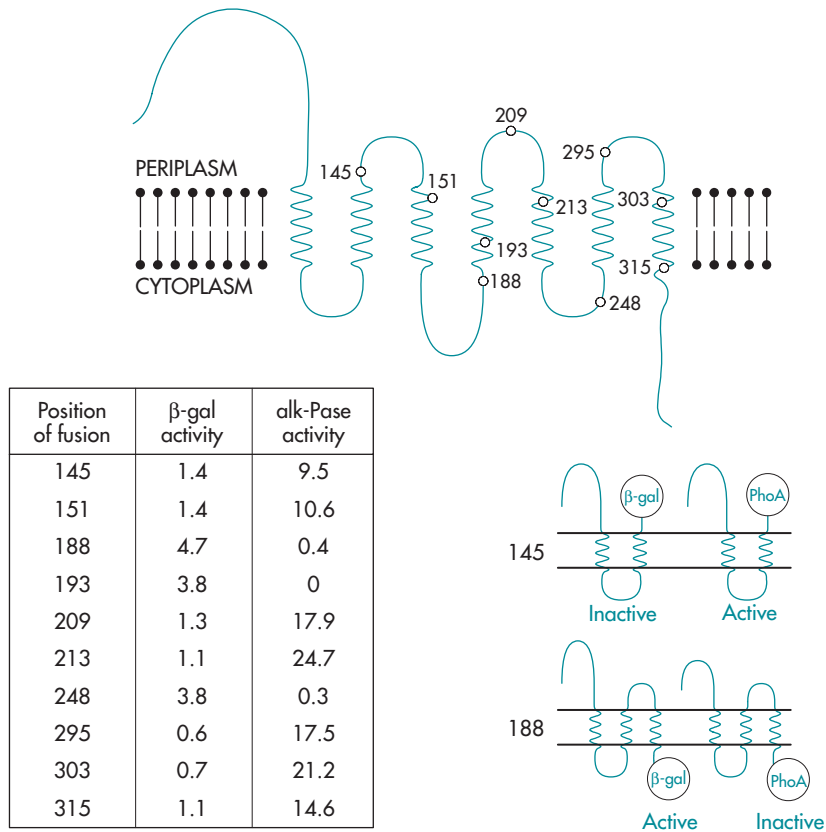 209
295
PERIPLASM
145
151
213
303
193
315
188
CYTOPLASM
248
Position of fusion β-gal activity alk-Pase activity
145 1.4 9.5
151 1.4 10.6
188 4.7 0.4
193 3.8 0
209 1.3 17.9
213 1.1 24.7
248 3.8 0.3
295 0.6 17.5
303 0.7 21.2
315 1.1 14.6
β-gal PhoA
145
Inactive Active
188
β-gal PhoA
Active Inactive